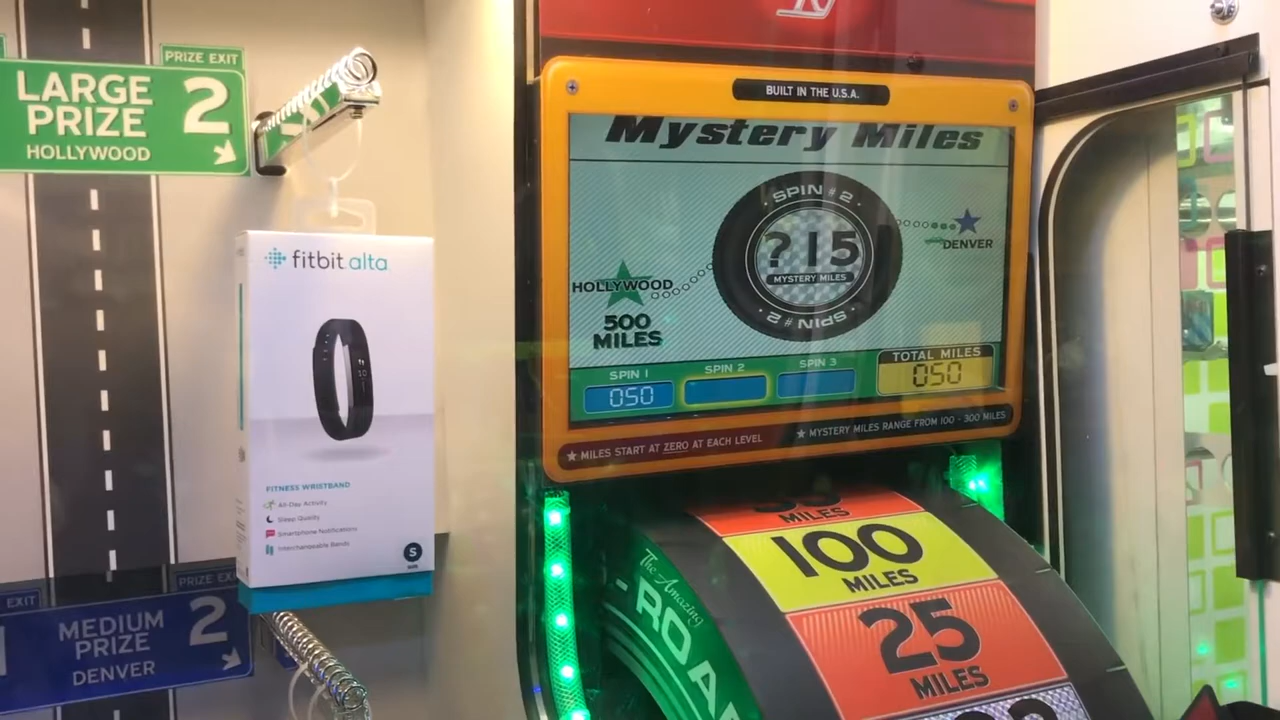 PRIZE EXIT
LARGE PRIZE 2
HOLLYWOOD
fitbit alta
FITNESS WRISTBAND
All-Day Activity
Sleep Quality
Smartphone Notifications
Interchangeable Bands
S
EXIT
PRIZE EXI
MEDIUM PRIZE 2
DENVER
BUILT IN THE U.S.A.
Mystery Miles
SPIN #2
? 15
MYSTERY MILES
SPIN #2
DENVER
HOLLYWOOD
500
MILES
SPIN 1
SPIN 2
SPIN 3
TOTAL MILES
050
050
MILES START AT ZERO AT EACH LEVEL
MYSTERY MILES RANGE FROM 100 - 300 MILES
MILES
100
MILES
25
MILES
The Amazing
ROA